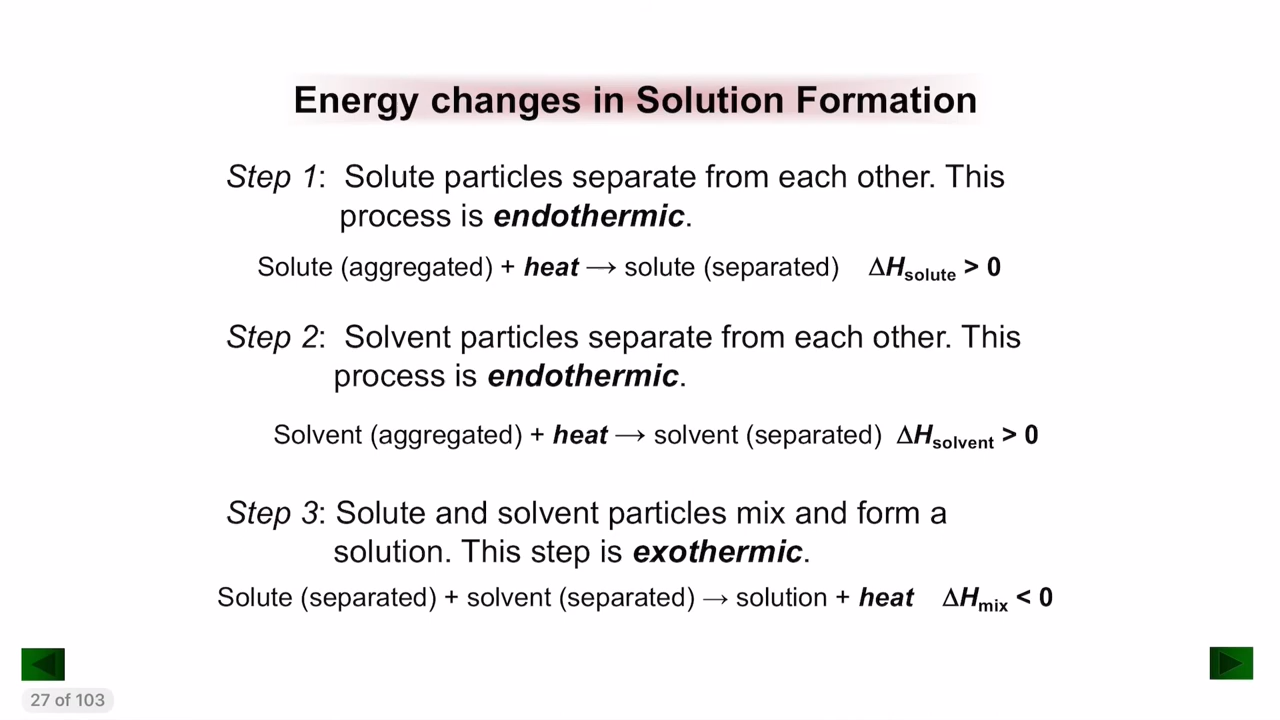 Energy changes in Solution Formation
Step 1: Solute particles separate from each other. This
process is endothermic.
Solute (aggregated) + heat → solute (separated) ΔHsolute > 0
Step 2: Solvent particles separate from each other. This
process is endothermic.
Solvent (aggregated) + heat → solvent (separated) ΔHsolvent > 0
Step 3: Solute and solvent particles mix and form a
solution. This step is exothermic.
Solute (separated) + solvent (separated) → solution + heat ΔHmix < 0
27 of 103